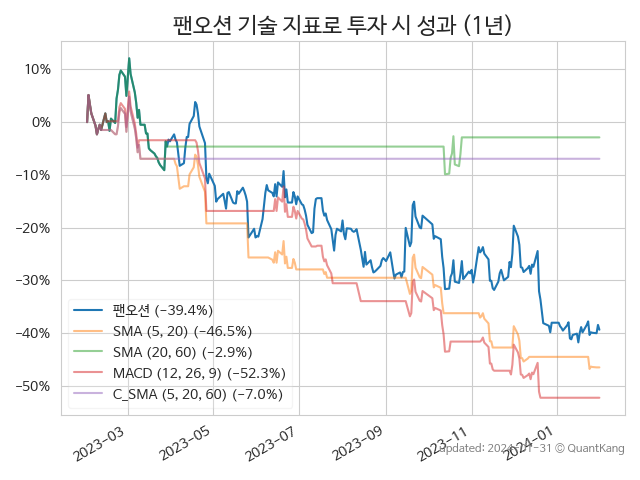 팬오션 기술 지표로 투자 시 성과 (1년)
10%
0%
−10%
−20%
−30%
−40%
−50%
팬오션 (−39.4%)
SMA (5, 20) (−46.5%)
SMA (20, 60) (−2.9%)
MACD (12, 26, 9) (−52.3%)
C_SMA (5, 20, 60) (−7.0%)
2023−03
2023−05
2023−07
2023−09
2023−11
2024−01
updated: 2024-01-31 © QuantKang